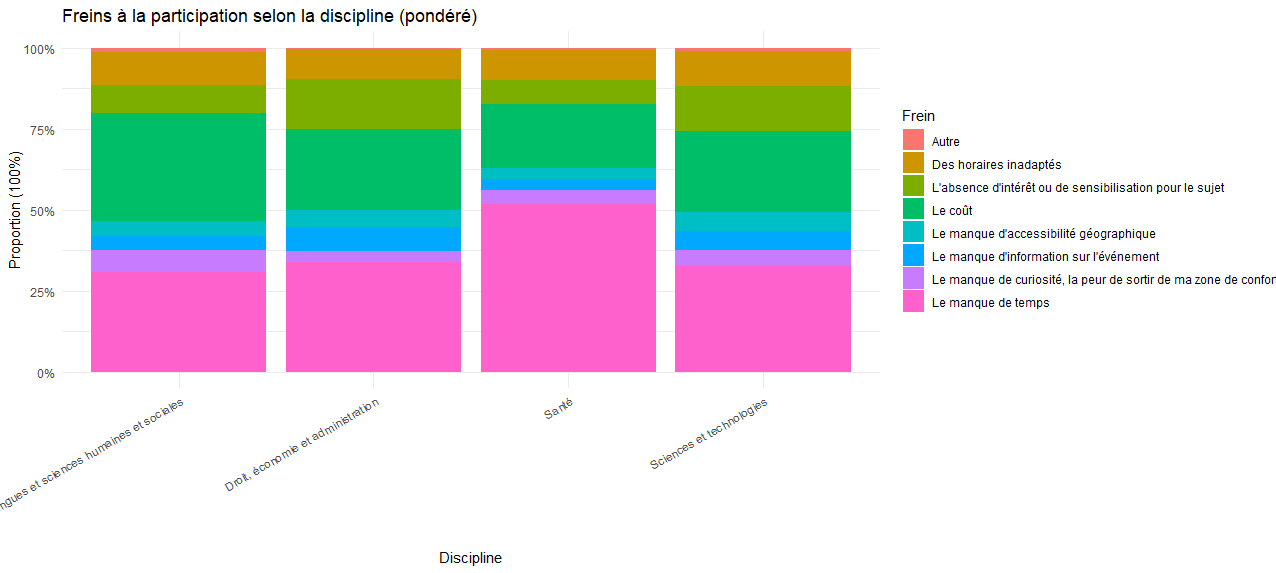 Freins à la participation selon la discipline (pondéré)
100%
75%
50%
25%
0%
Proportion (100%)
ngues et sciences humaines et sociales
Droit, économie et administration
Santé
Sciences et technologies
Discipline
Frein
Autre
Des horaires inadaptés
L'absence d'intérêt ou de sensibilisation pour le sujet
Le coût
Le manque d'accessibilité géographique
Le manque d'information sur l'événement
Le manque de curiosité, la peur de sortir de ma zone de confor
Le manque de temps